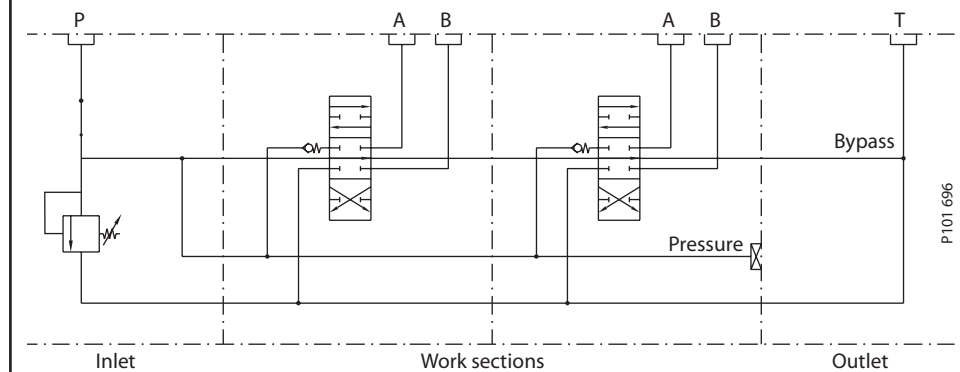 P
A
B
A
B
T
Bypass
Pressure
P101 696
Inlet
Work sections
Outlet